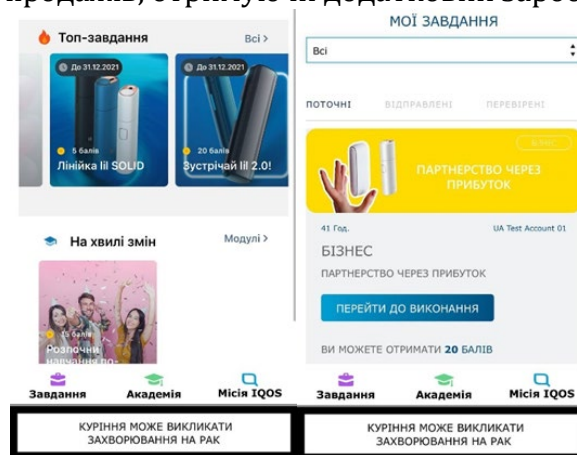 продажів, отримуючи додатковий
Топ-завдання
Всі >
До 31.12.2021
5 балів
Лінійка lil SOLID
До 31.12.2021
20 балів
Зустрічай lil 2.0!
На хвилі змін
Модулі >
15 балів
Розпочни
навчання по-
Завдання
Академія
Місія IQOS
КУРІННЯ МОЖЕ ВИКЛИКАТИ
ЗАХВОРЮВАННЯ НА РАК
МОЇ ЗАВДАННЯ
Всі
ПОТОЧНІ
ВІДПРАВЛЕНІ
ПЕРЕВІРЕНІ
БІЗНЕС
ПАРТНЕРСТВО ЧЕРЕЗ
ПРИБУТОК
41 Год.
UA Test Account 01
БІЗНЕС
ПАРТНЕРСТВО ЧЕРЕЗ ПРИБУТОК
ПЕРЕЙТИ ДО ВИКОНАННЯ
ВИ МОЖЕТЕ ОТРИМАТИ 20 БАЛІВ
Завдання
Академія
Місія IQOS
КУРІННЯ МОЖЕ ВИКЛИКАТИ
ЗАХВОРЮВАННЯ НА РАК